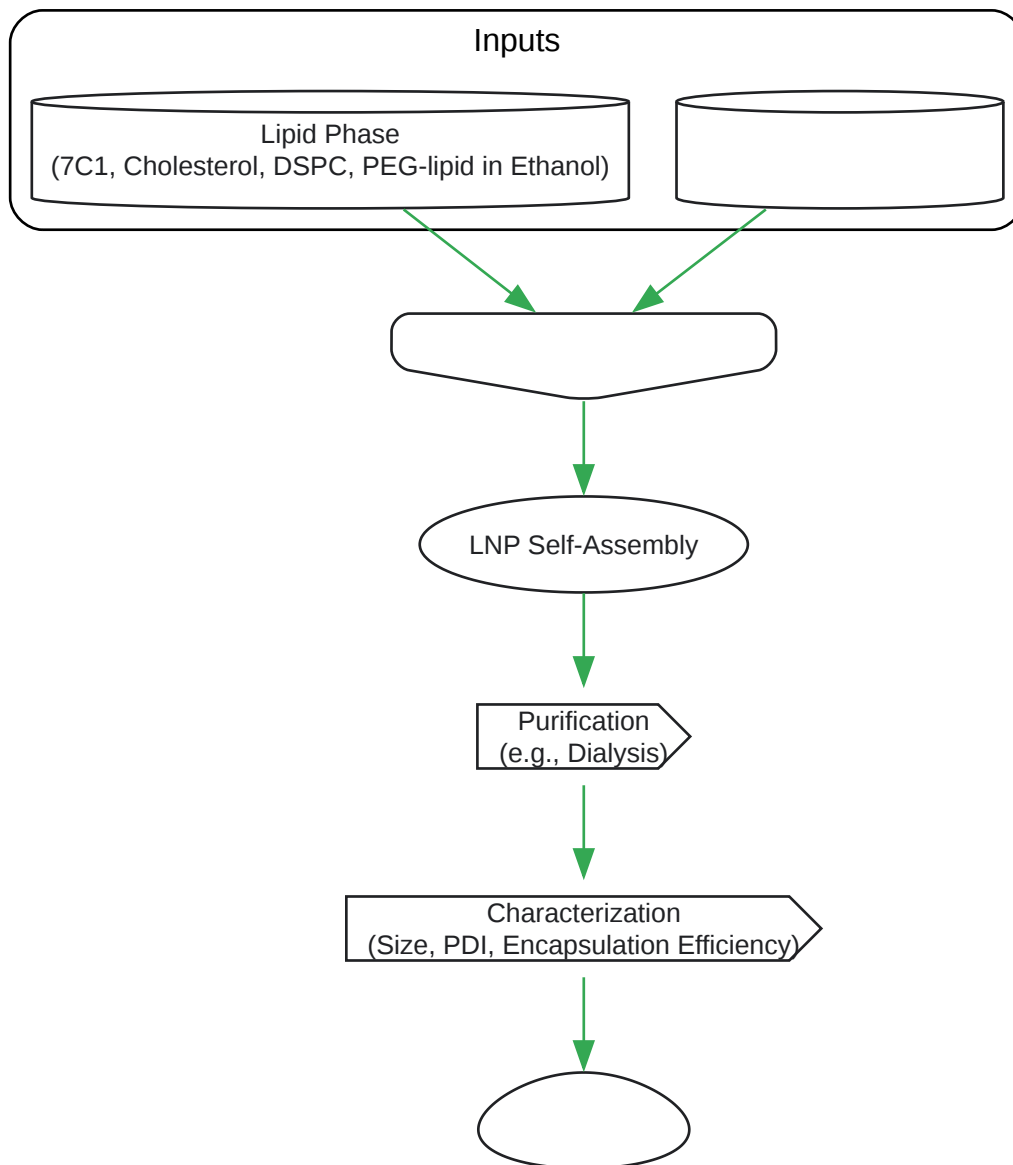 Inputs
Lipid Phase
(7C1, Cholesterol, DSPC, PEG-lipid in Ethanol)
LNP Self-Assembly
Purification
(e.g., Dialysis)
Characterization
(Size, PDI, Encapsulation Efficiency)